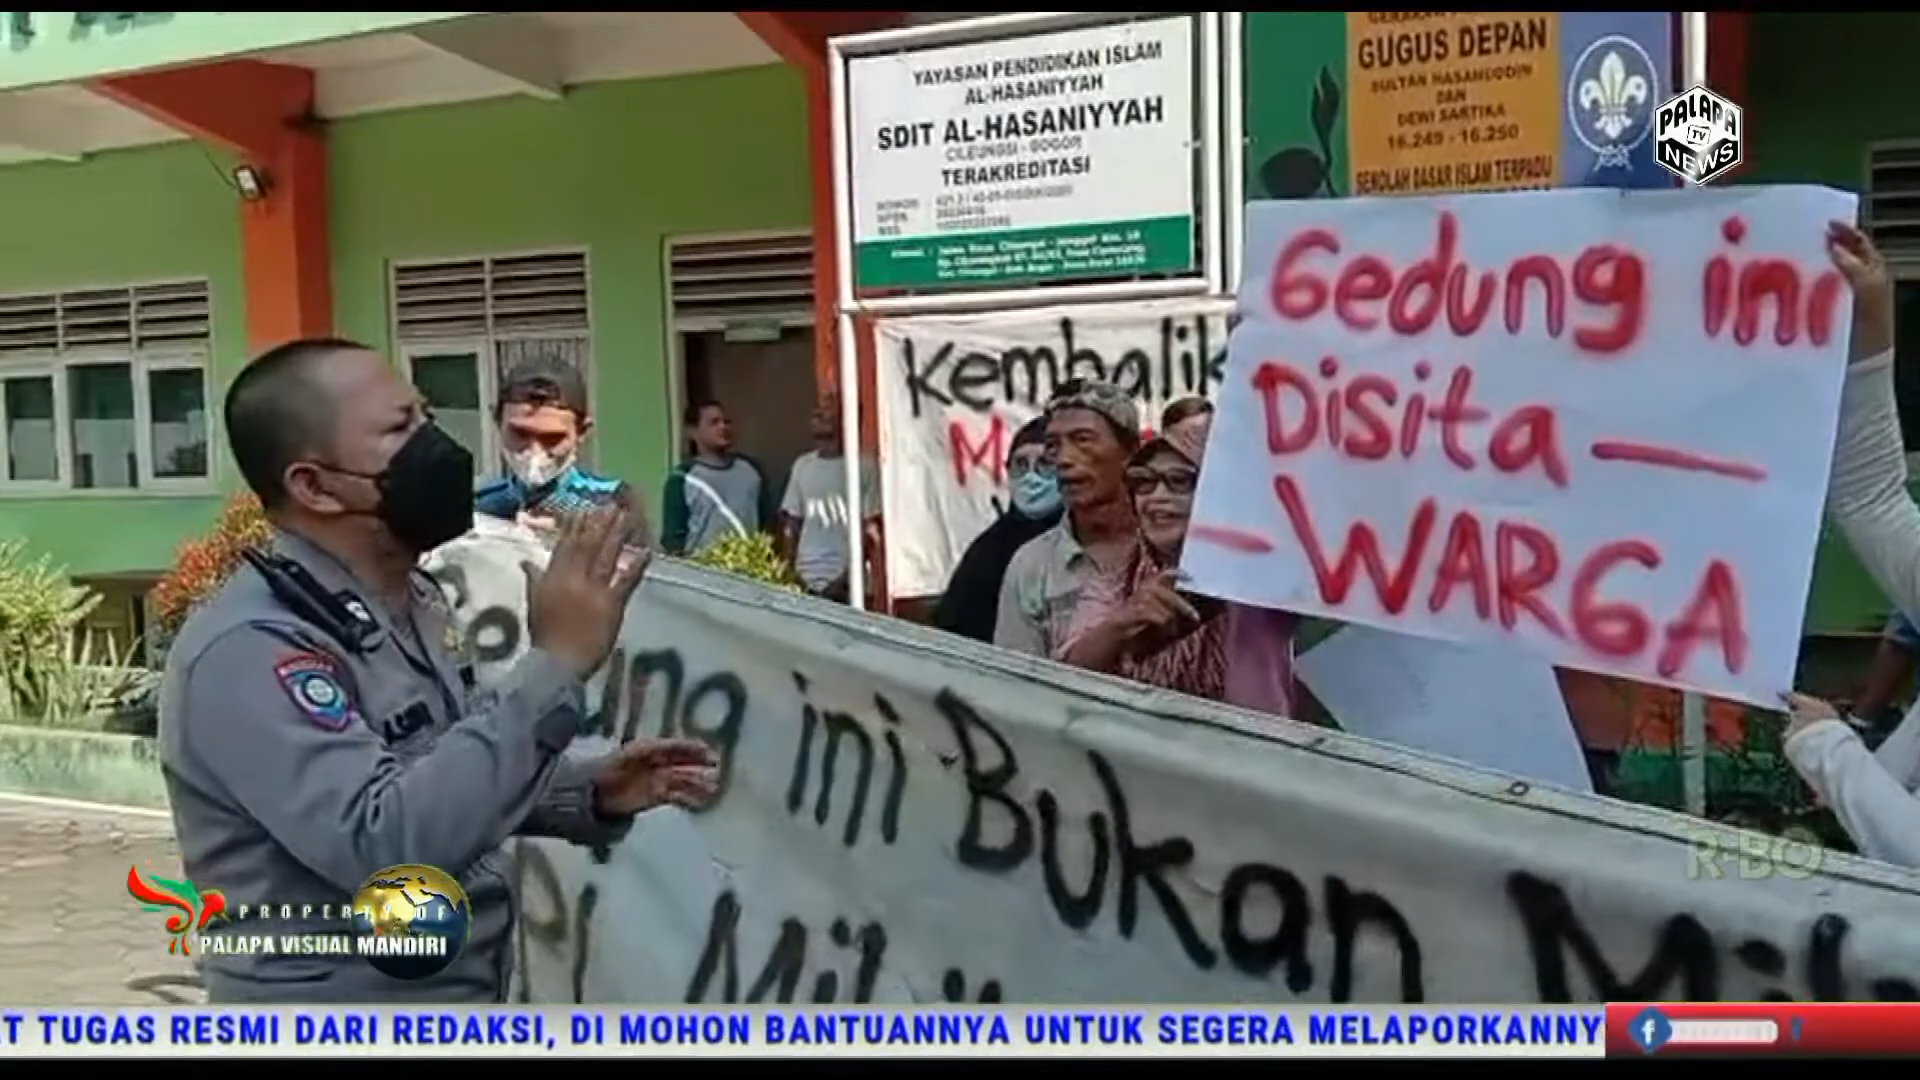 YAYASAN PENDIDIKAN ISLAM
AL-HASANIYYAH
SDIT AL-HASANIYYAH
CILEUNGSI - BOGOR
TERAKREDITASI
GUGUS DEPAN
SULTAN HASANUDDIN
DAN
DEWI SARTIKA
16.249 - 16.250
SEKOLAH DASAR ISLAM TERPADU
PALAPA
TV
NEWS
Gedung ini
Disita —
— WARGA
Kembalik
ini Bukan
R-BO
PROPERTY OF
PALAPA VISUAL MANDIRI
T TUGAS RESMI DARI REDAKSI, DI MOHON BANTUANNYA UNTUK SEGERA MELAPORKANNY
f